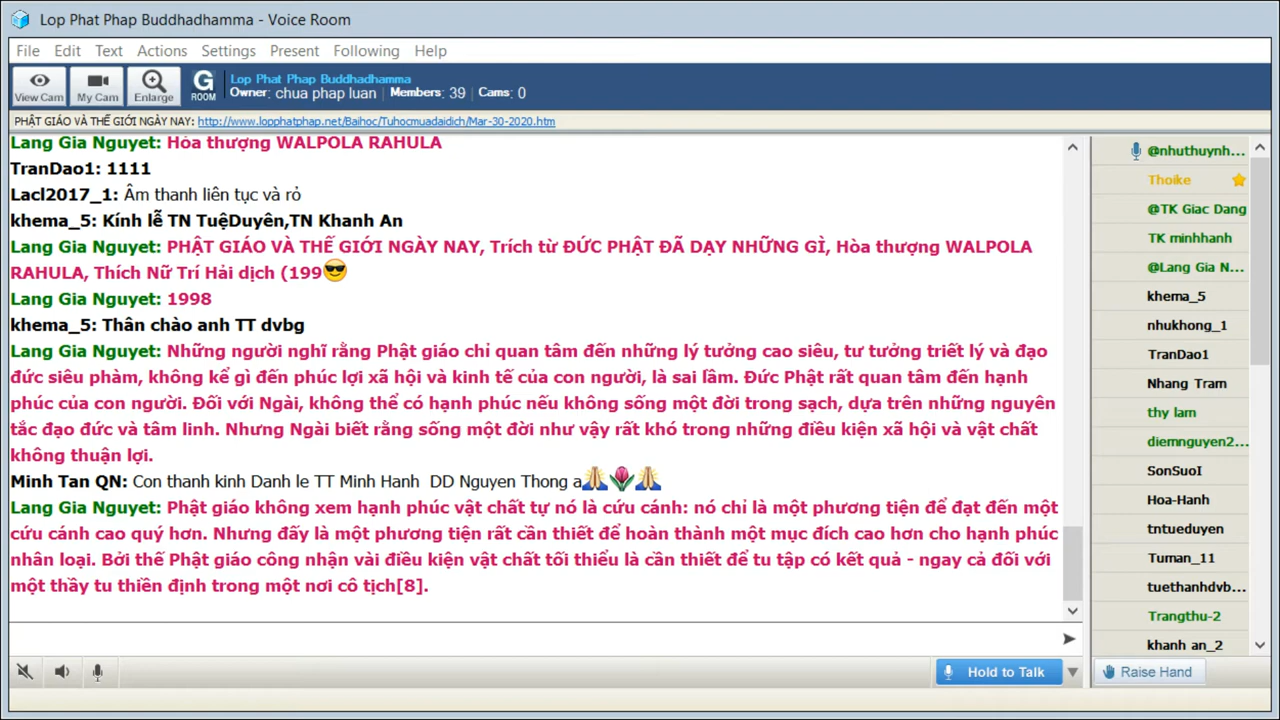 Lop Phat Phap Buddhadhamma - Voice Room
File Edit Text Actions Settings Present Following Help
View Cam My Cam Enlarge G ROOM
Lop Phat Phap Buddhadhamma
Owner: chua phap luan Members: 39 Cams: 0
PHẬT GIÁO VÀ THẾ GIỚI NGÀY NAY: http://www.lopphatphap.net/Baihoc/Tuhocmuadaidich/Mar-30-2020.htm
Lang Gia Nguyet: Hòa thượng WALPOLA RAHULA
TranDao1: 1111
Lacl2017_1: Âm thanh liên tục và rỏ
khema_5: Kính lễ TN TuệDuyên,TN Khanh An
Lang Gia Nguyet: PHẬT GIÁO VÀ THẾ GIỚI NGÀY NAY, Trích từ ĐỨC PHẬT ĐÃ DẠY NHỮNG GÌ, Hòa thượng WALPOLA
RAHULA, Thích Nữ Trí Hải dịch (199😎
Lang Gia Nguyet: 1998
khema_5: Thân chào anh TT dvbg
Lang Gia Nguyet: Những người nghĩ rằng Phật giáo chỉ quan tâm đến những lý tưởng cao siêu, tư tưởng triết lý và đạo
đức siêu phàm, không kể gì đến phúc lợi xã hội và kinh tế của con người, là sai lầm. Đức Phật rất quan tâm đến hạnh
phúc của con người. Đối với Ngài, không thể có hạnh phúc nếu không sống một đời trong sạch, dựa trên những nguyên
tắc đạo đức và tâm linh. Nhưng Ngài biết rằng sống một đời như vậy rất khó trong những điều kiện xã hội và vật chất
không thuận lợi.
Minh Tan QN: Con thanh kinh Danh le TT Minh Hanh DD Nguyen Thong a🙏🌷🙏
Lang Gia Nguyet: Phật giáo không xem hạnh phúc vật chất tự nó là cứu cánh: nó chỉ là một phương tiện để đạt đến một
cứu cánh cao quý hơn. Nhưng đấy là một phương tiện rất cần thiết để hoàn thành một mục đích cao hơn cho hạnh phúc
nhân loại. Bởi thế Phật giáo công nhận vài điều kiện vật chất tối thiểu là cần thiết để tu tập có kết quả - ngay cả đối với
một thầy tu thiền định trong một nơi cô tịch[8].
@nhuthuynh...
Thoike
@TK Giac Dang
TK minhhanh
@Lang Gia N...
khema_5
nhukhong_1
TranDao1
Nhang Tram
thy lam
diemnguyen2...
SonSuoI
Hoa-Hanh
tntueduyen
Tuman_11
tuethanhdvb...
Trangthu-2
khanh an_2
Hold to Talk
Raise Hand